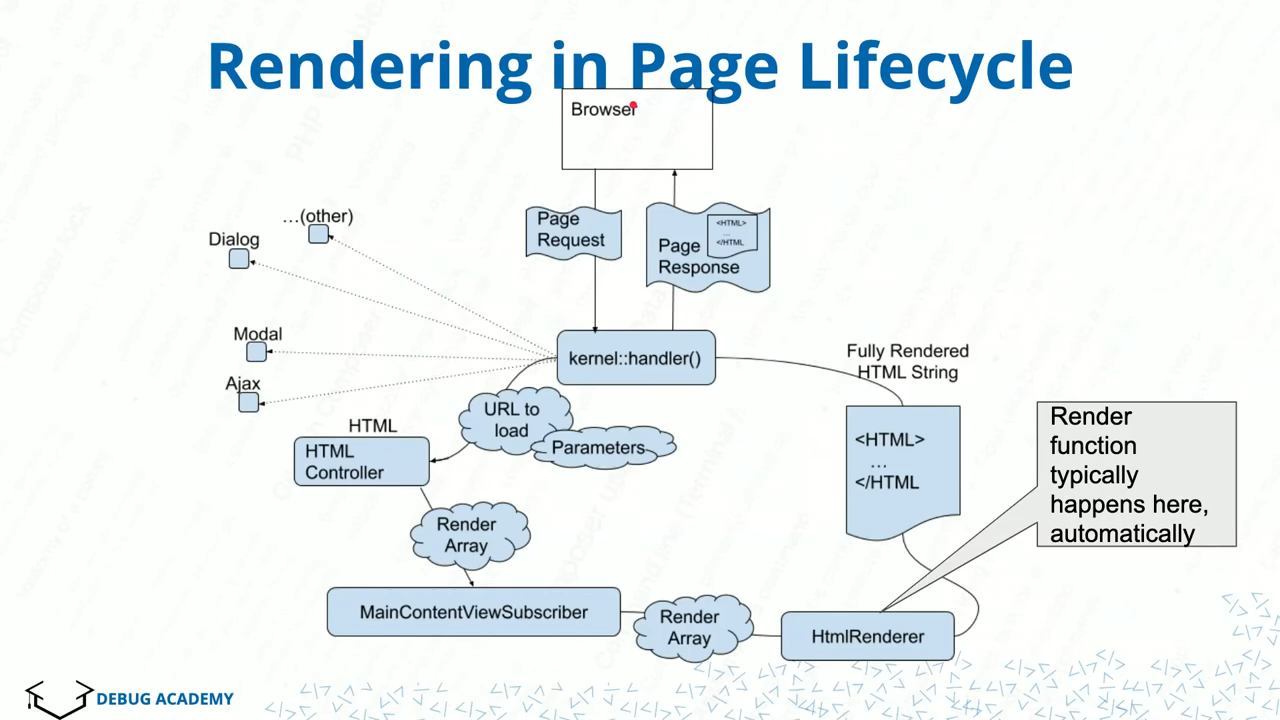 Rendering in Page Lifecycle
Browser
Page
Request
Page
Response
<HTML>
...
</HTML
...(other)
Dialog
Modal
Ajax
kernel::handler()
URL to
load
Parameters
HTML
HTML
Controller
Render
Array
MainContentViewSubscriber
Render
Array
HtmlRenderer
Fully Rendered
HTML String
<HTML>
...
</HTML
Render
function
typically
happens here,
automatically
DEBUG ACADEMY